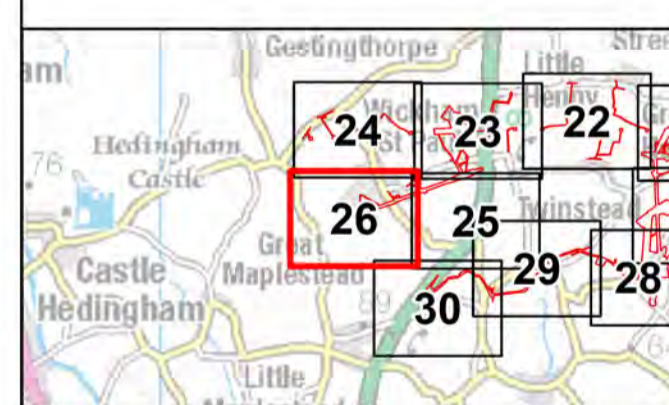 Gestingthorpe
Little
Henny
Wickham
St
24
23
22
Hedingham
Castle
76
26
25
Twinstead
Great
Maplestead
Castle
Hedingham
29
28
89
30
Little